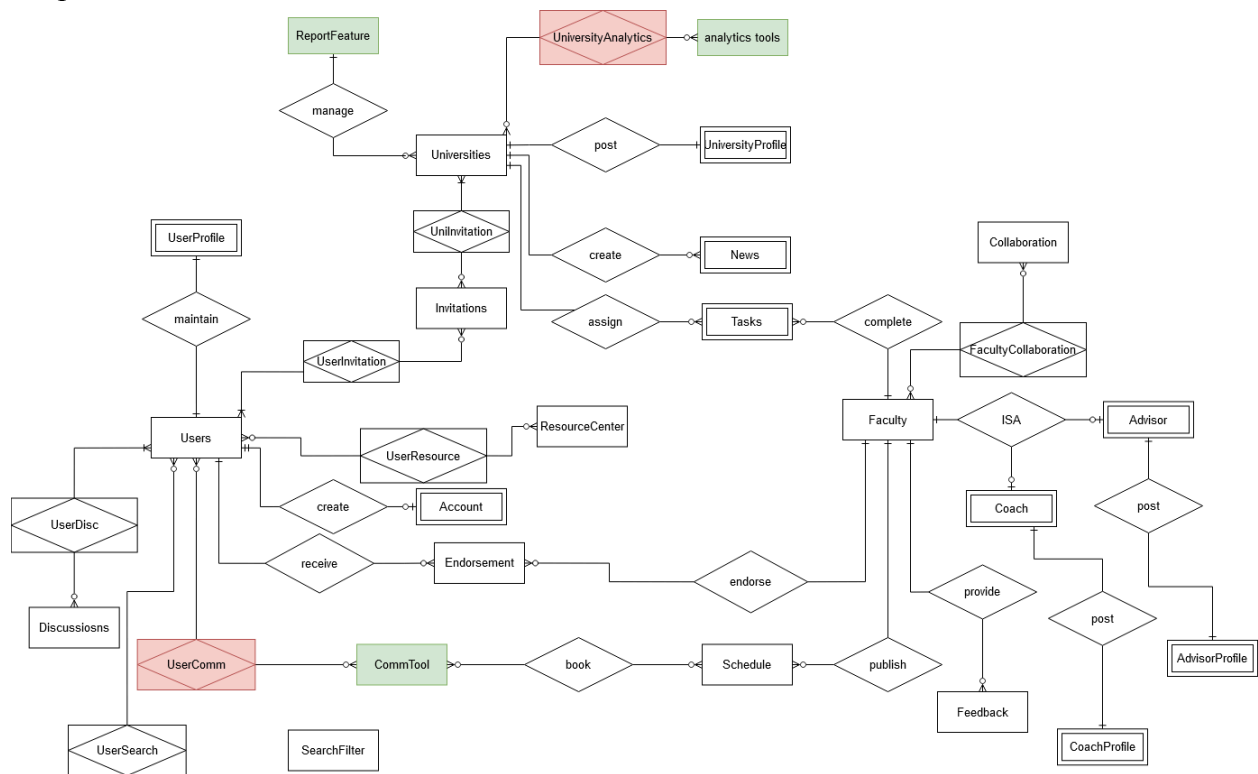 ReportFeature
UniversityAnalytics
analytics tools
manage
Universities
post
UniversityProfile
UserProfile
UniInvitation
create
News
Collaboration
maintain
Invitations
assign
Tasks
complete
UserInvitation
FacultyCollaboration
Users
ResourceCenter
Faculty
ISA
Advisor
UserResource
create
Account
Coach
post
UserDisc
receive
Endorsement
endorse
provide
Discussiosns
post
UserComm
CommTool
book
Schedule
publish
AdvisorProfile
Feedback
UserSearch
SearchFilter
CoachProfile